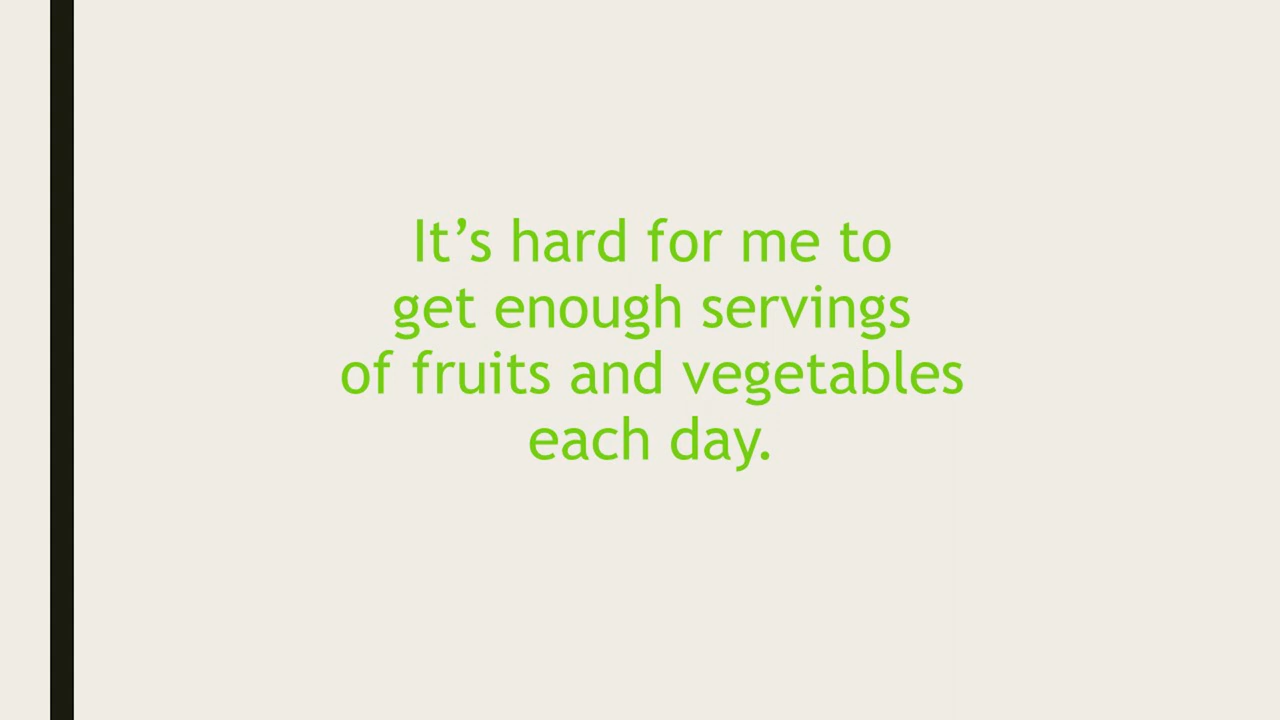 It’s hard for me to
get enough servings
of fruits and vegetables
each day.